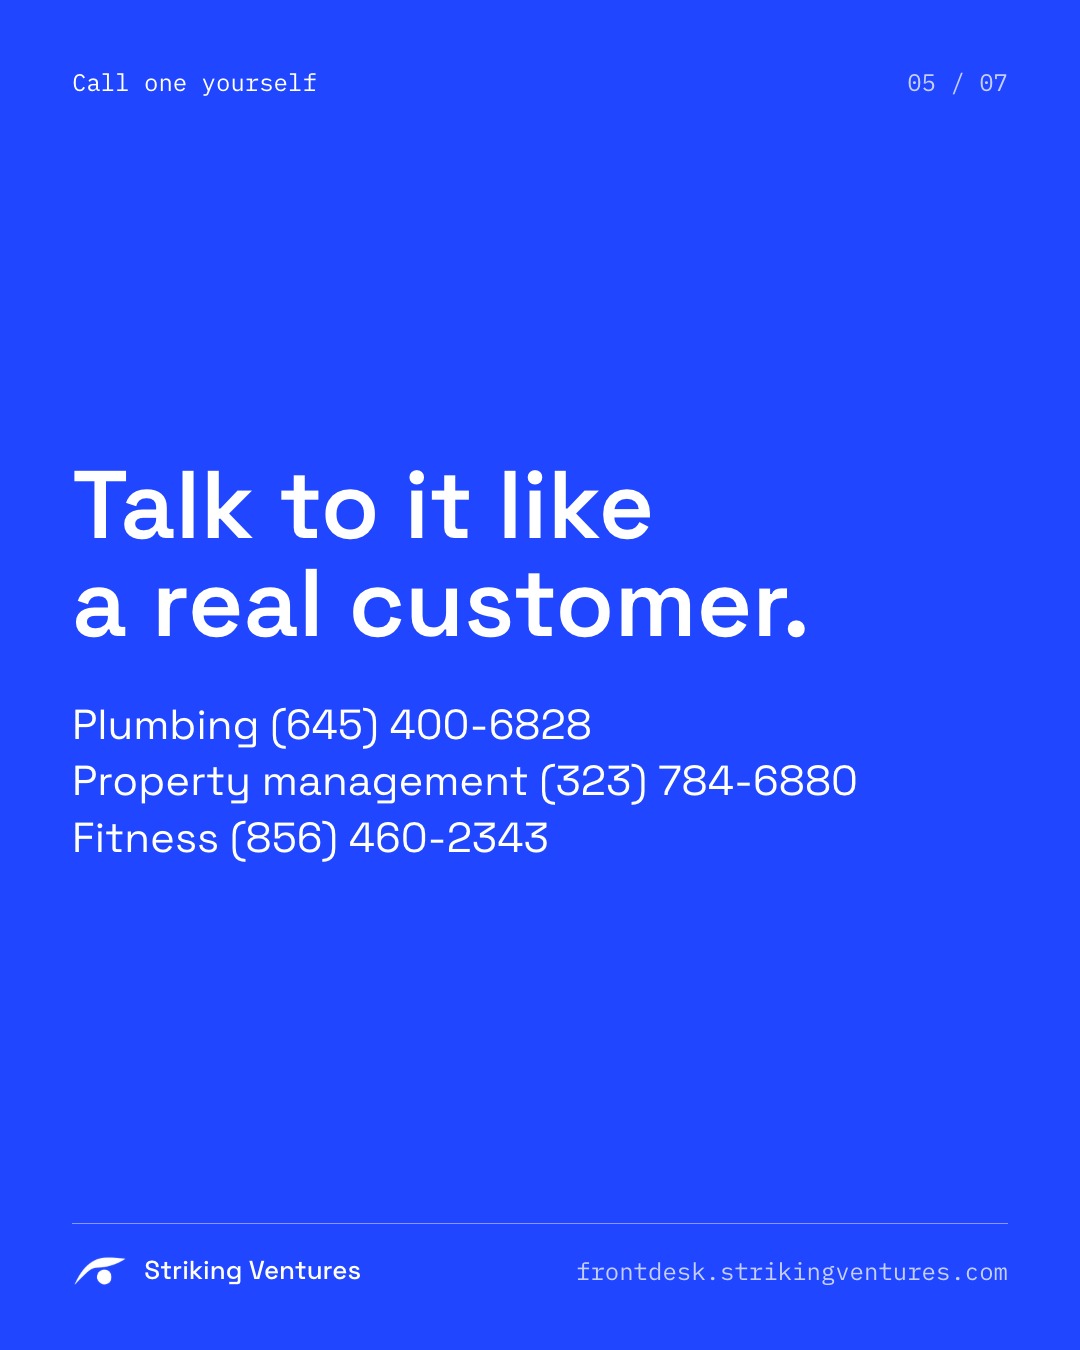 Call one yourself
05 / 07
Talk to it like
a real customer.
Plumbing (645) 400-6828
Property management (323) 784-6880
Fitness (856) 460-2343
Striking Ventures
frontdesk.strikingventures.com